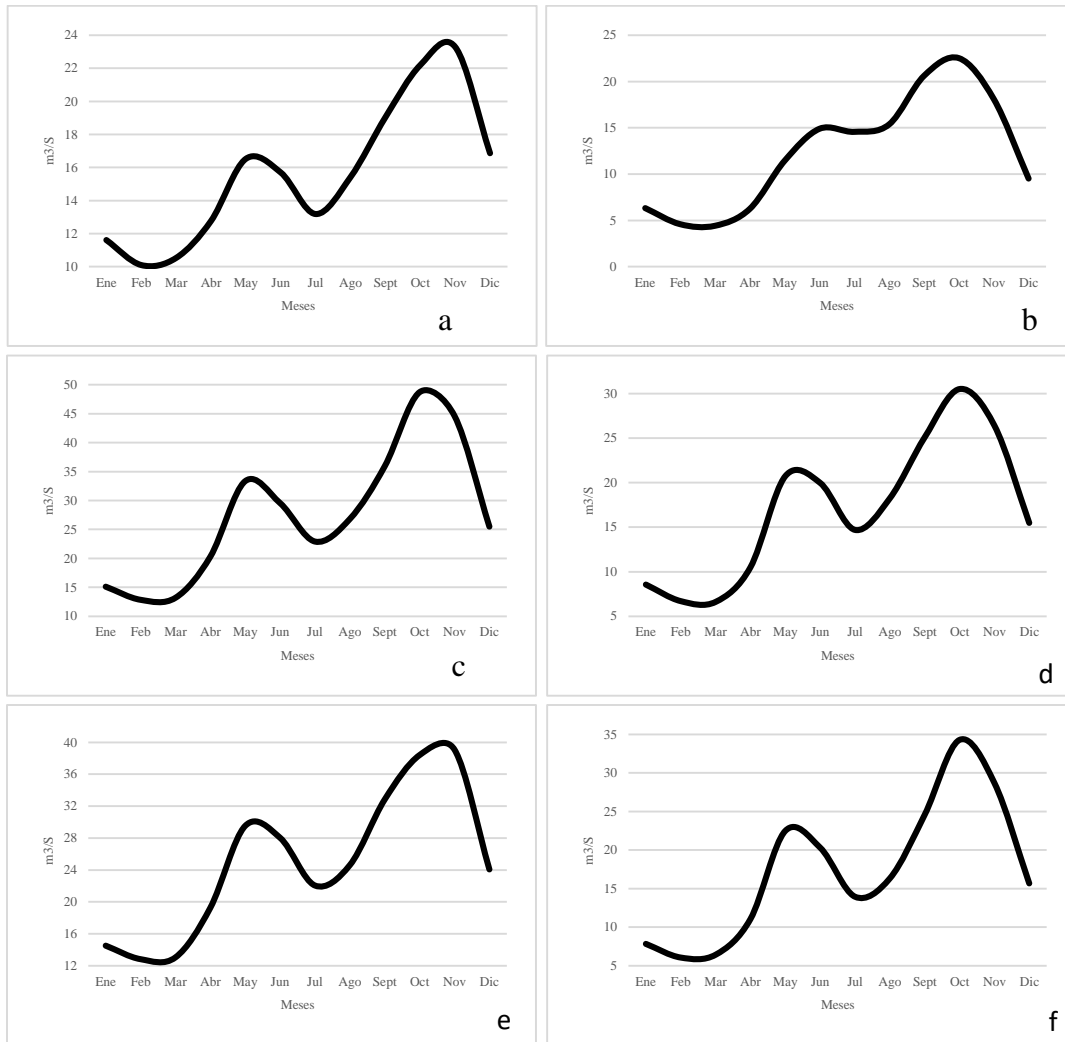 24
22
20
18
16
14
12
10
m3/S
Ene Feb Mar Abr May Jun Jul Ago Sept Oct Nov Dic
Meses
a
25
20
15
10
5
0
m3/S
Ene Feb Mar Abr May Jun Jul Ago Sept Oct Nov Dic
Meses
b
50
45
40
35
30
25
20
15
10
m3/S
Ene Feb Mar Abr May Jun Jul Ago Sept Oct Nov Dic
Meses
c
30
25
20
15
10
5
m3/S
Ene Feb Mar Abr May Jun Jul Ago Sept Oct Nov Dic
Meses
d
40
36
32
28
24
20
16
12
m3/S
Ene Feb Mar Abr May Jun Jul Ago Sept Oct Nov Dic
Meses
e
35
30
25
20
15
10
5
m3/S
Ene Feb Mar Abr May Jun Jul Ago Sept Oct Nov Dic
Meses
f